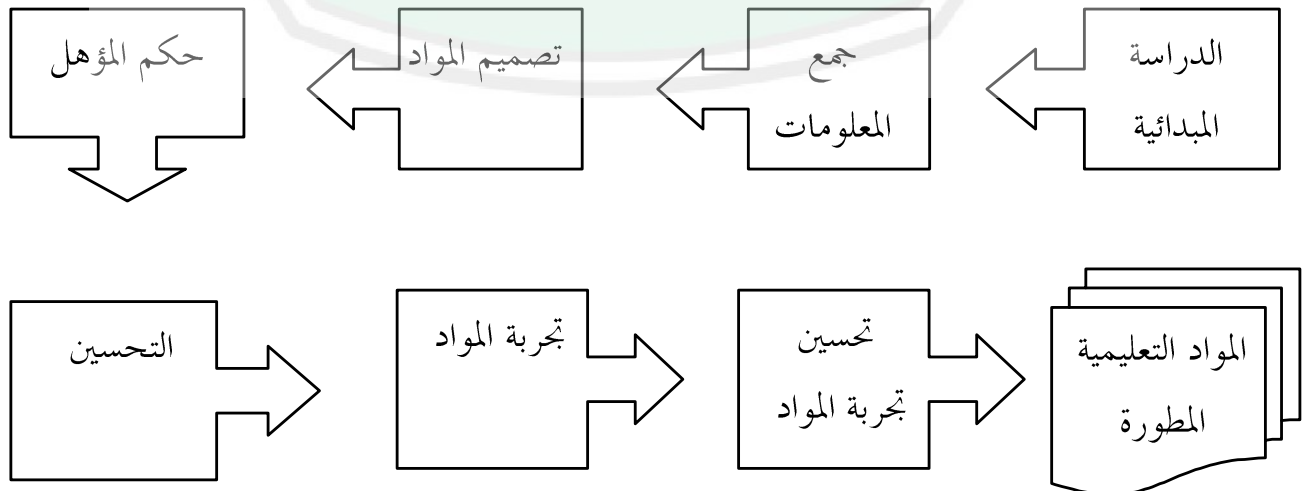 الدراسة
المبدائية
جمع
المعلومات
تصميم المواد
حكم المؤهل
التحسين
تجربة المواد
تحسين
تجربة المواد
المواد التعليمية
المطورة